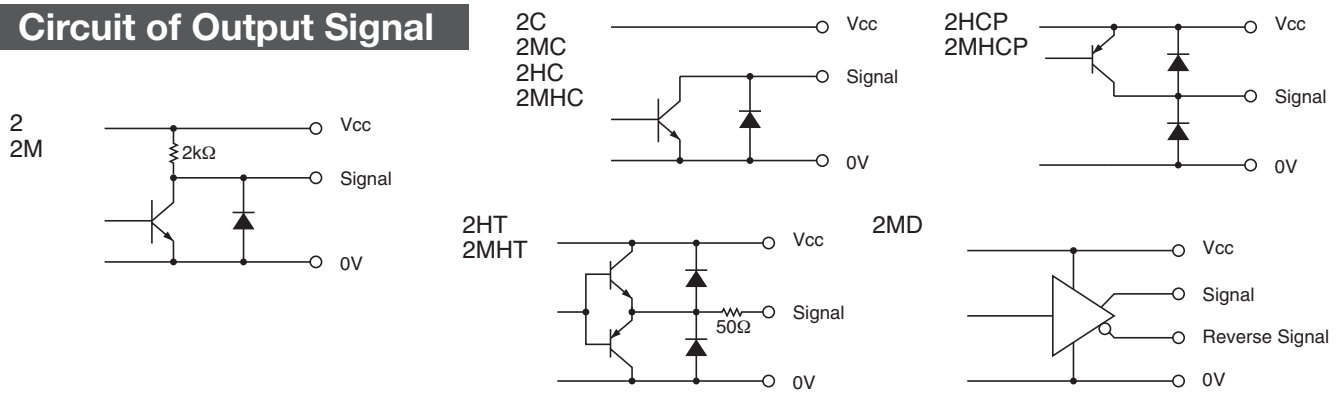 Circuit of Output Signal
2
2M
Vcc
2kΩ
Signal
0V
2C
2MC
2HC
2MHC
Vcc
Signal
0V
2HCP
2MHCP
Vcc
Signal
0V
2HT
2MHT
Vcc
Signal
50Ω
0V
2MD
Vcc
Signal
Reverse Signal
0V